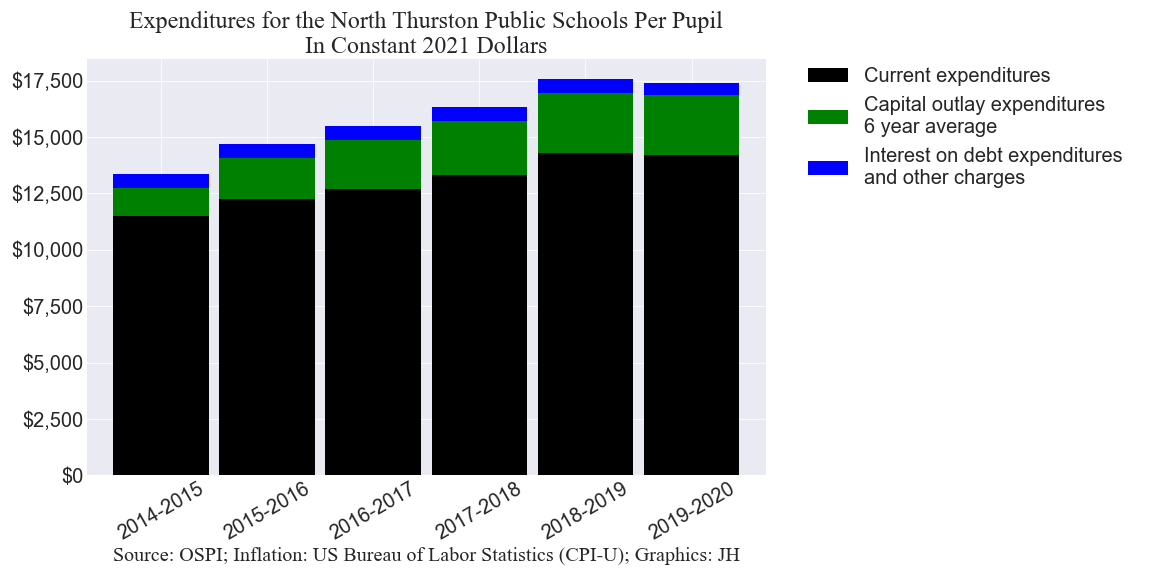 Expenditures for the North Thurston Public Schools Per Pupil
In Constant 2021 Dollars
$17,500
$15,000
$12,500
$10,000
$7,500
$5,000
$2,500
$0
2014-2015
2015-2016
2016-2017
2017-2018
2018-2019
2019-2020
Current expenditures
Capital outlay expenditures
6 year average
Interest on debt expenditures
and other charges
Source: OSPI; Inflation: US Bureau of Labor Statistics (CPI-U); Graphics: JH